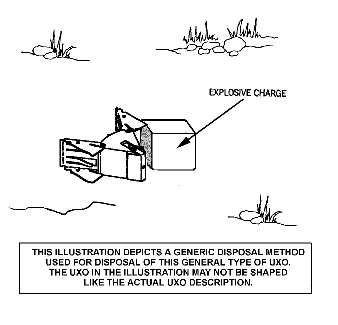 EXPLOSIVE CHARGE
THIS ILLUSTRATION DEPICTS A GENERIC DISPOSAL METHOD
USED FOR DISPOSAL OF THIS GENERAL TYPE OF UXO.
THE UXO IN THE ILLUSTRATION MAY NOT BE SHAPED
LIKE THE ACTUAL UXO DESCRIPTION.